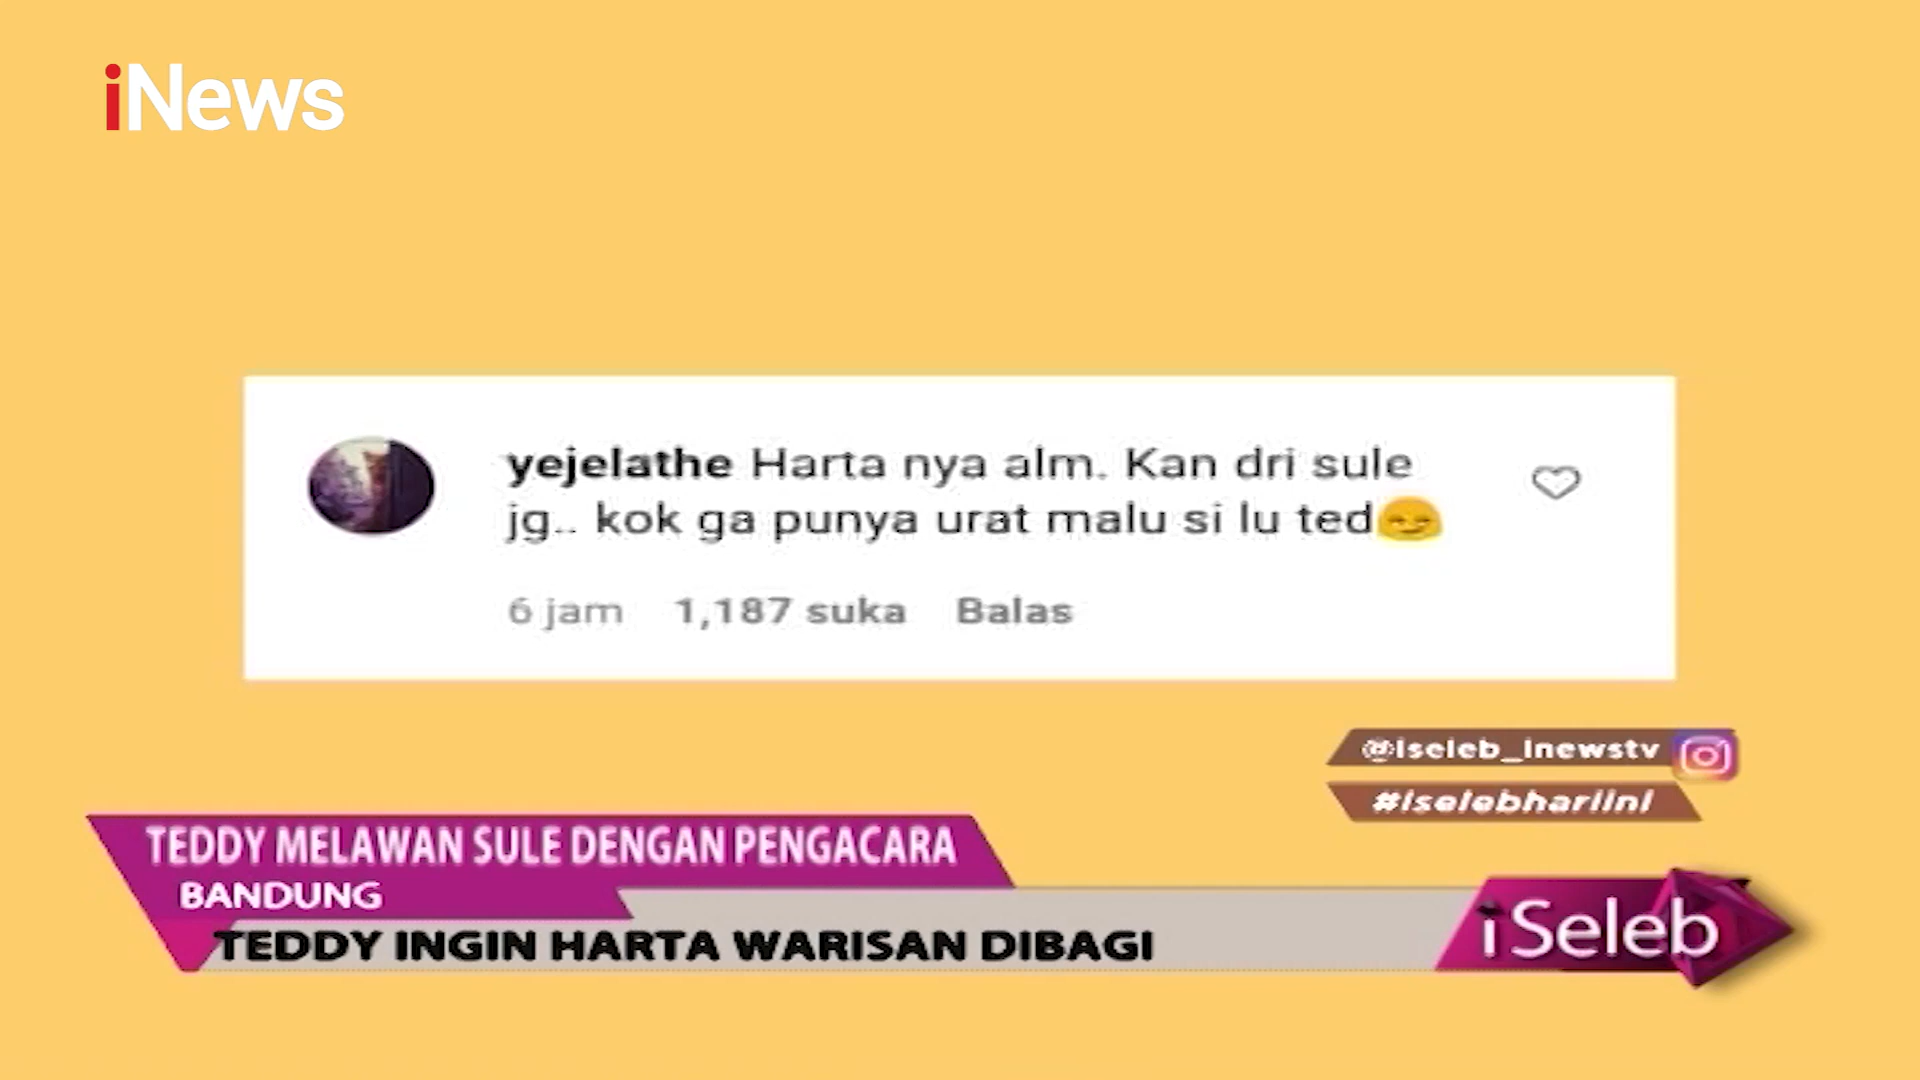 iNews
yejelathe Harta nya alm. Kan dri sule
jg.. kok ga punya urat malu si lu ted😏
6 jam 1,187 suka Balas
@iseleb_inewstv
#iselebhariini
TEDDY MELAWAN SULE DENGAN PENGACARA
BANDUNG
TEDDY INGIN HARTA WARISAN DIBAGI
iSeleb